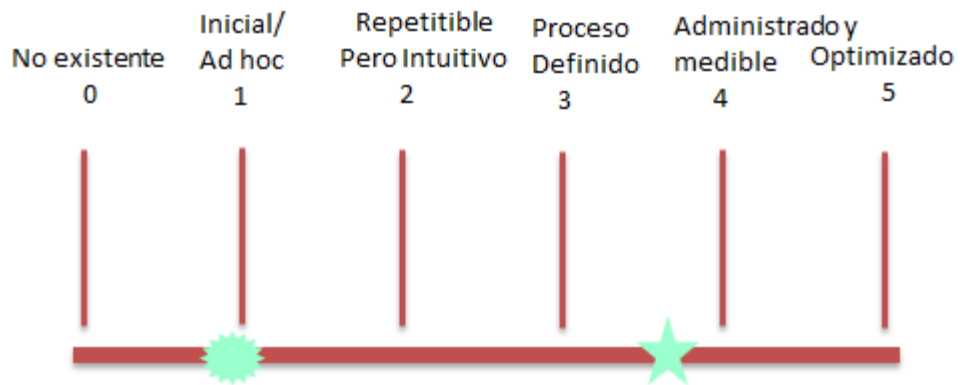 No existente
0
Inicial/
Ad hoc
1
Repetitible
Pero Intuitivo
2
Proceso
Definido
3
Administrado y
medible
4
Optimizado
5